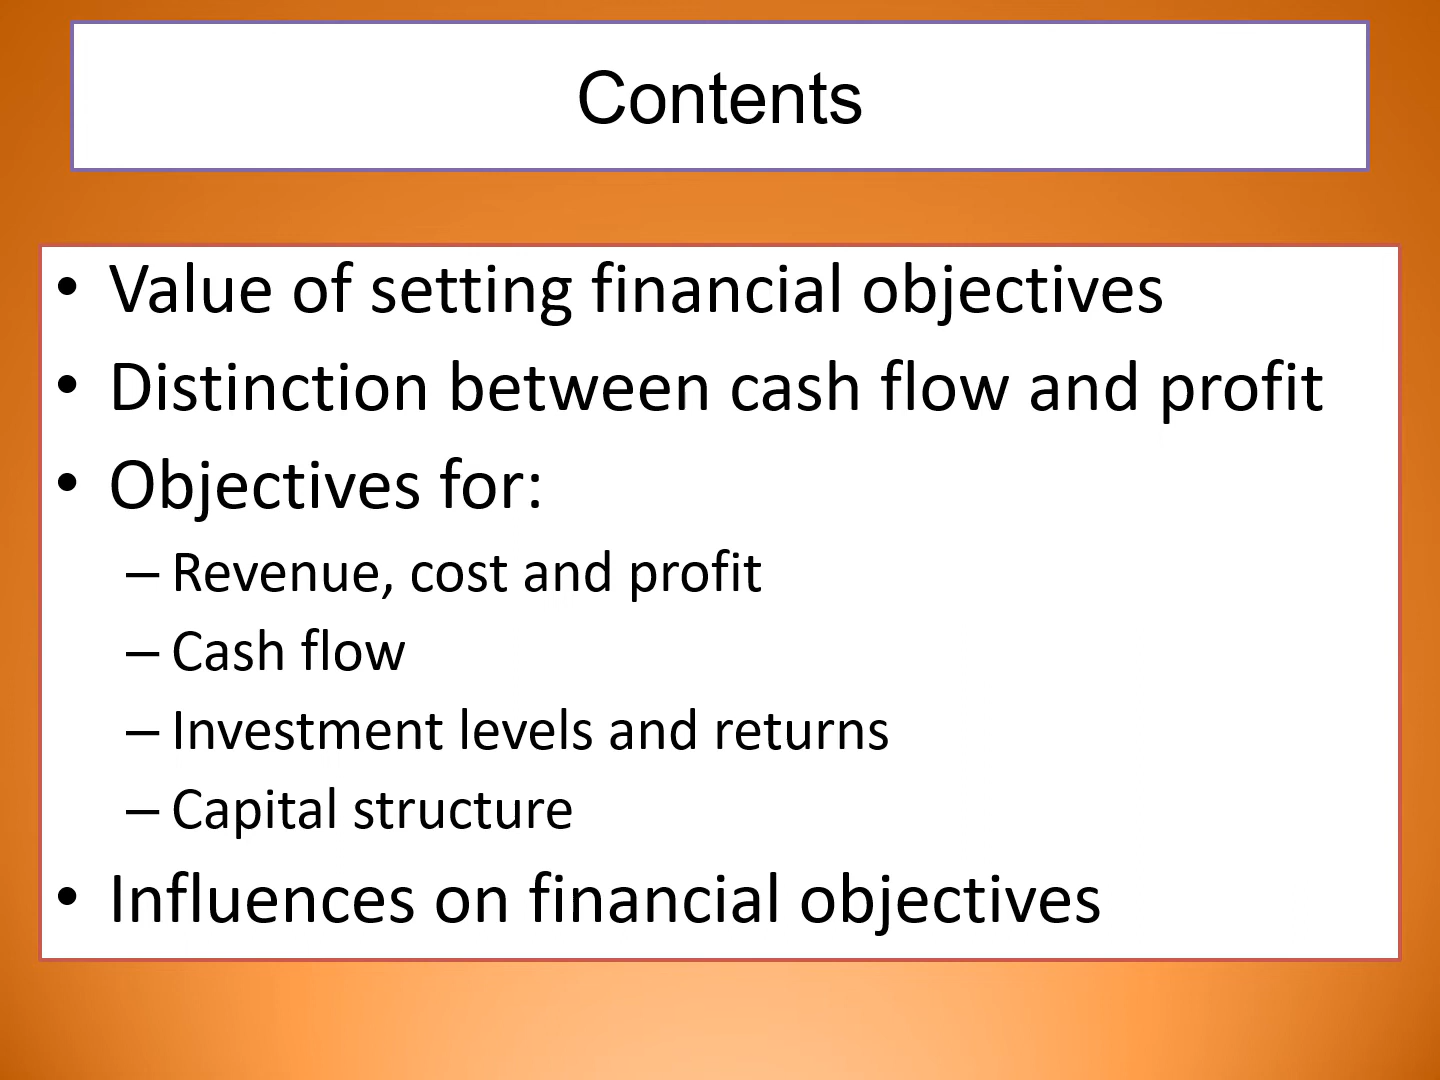 Contents
• Value of setting financial objectives
• Distinction between cash flow and profit
• Objectives for:
– Revenue, cost and profit
– Cash flow
– Investment levels and returns
– Capital structure
• Influences on financial objectives